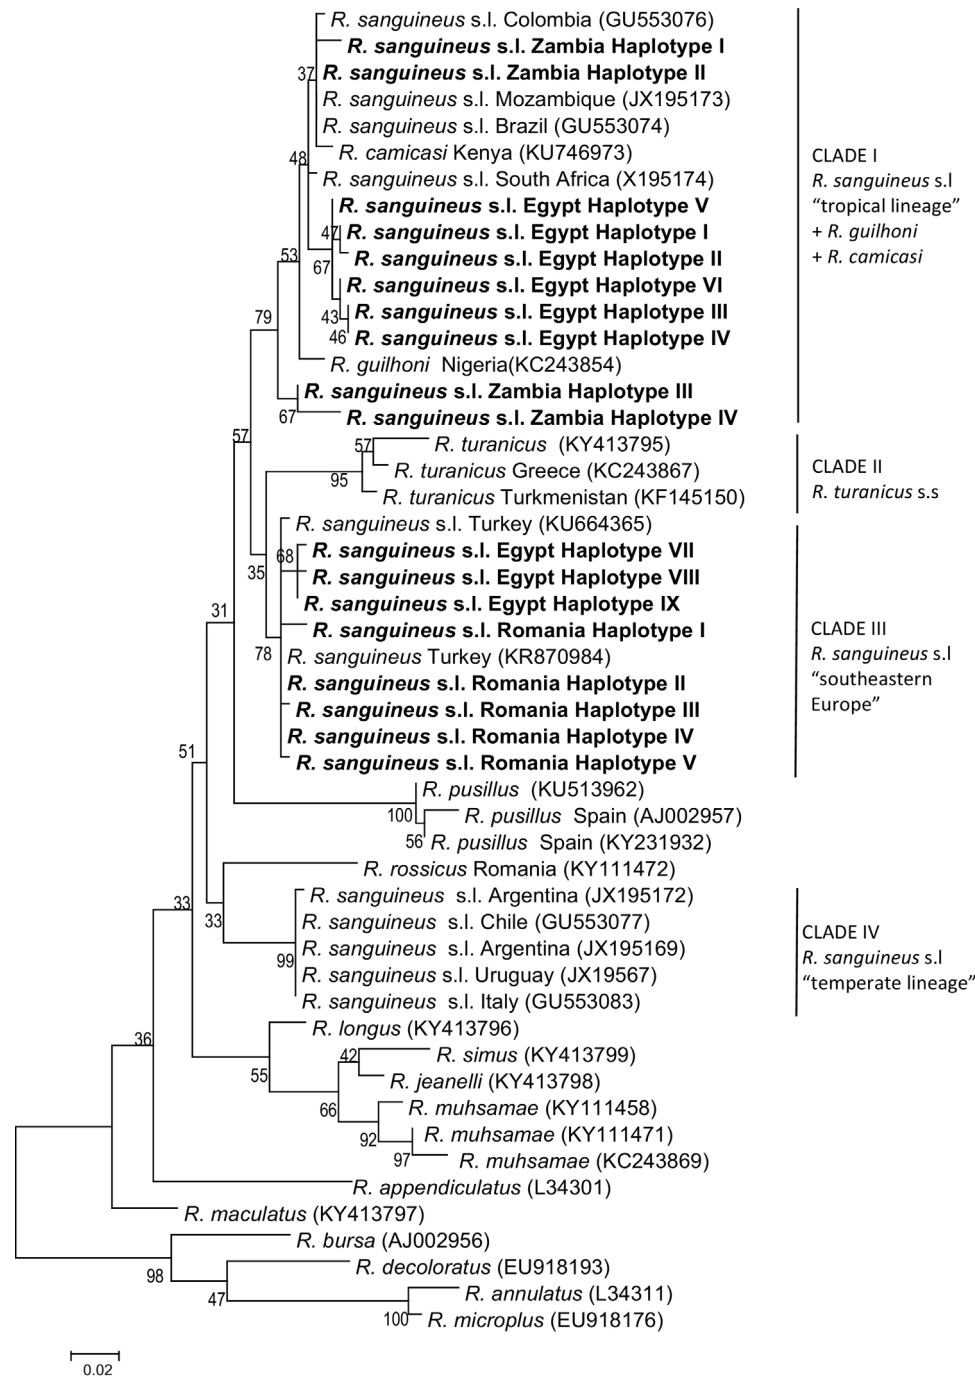 R. sanguineus s.l. Colombia (GU553076)
R. sanguineus s.l. Zambia Haplotype I
37
R. sanguineus s.l. Zambia Haplotype II
R. sanguineus s.l. Mozambique (JX195173)
R. sanguineus s.l. Brazil (GU553074)
R. camicasi Kenya (KU746973)
48
R. sanguineus s.l. South Africa (X195174)
R. sanguineus s.l. Egypt Haplotype V
47
R. sanguineus s.l. Egypt Haplotype I
53
R. sanguineus s.l. Egypt Haplotype II
67
R. sanguineus s.l. Egypt Haplotype VI
79
43
R. sanguineus s.l. Egypt Haplotype III
46
R. sanguineus s.l. Egypt Haplotype IV
R. guilhoni Nigeria(KC243854)
R. sanguineus s.l. Zambia Haplotype III
67
R. sanguineus s.l. Zambia Haplotype IV
CLADE I
R. sanguineus s.l
“tropical lineage”
+ R. guilhoni
+ R. camicasi
57
57
R. turanicus (KY413795)
R. turanicus Greece (KC243867)
95
R. turanicus Turkmenistan (KF145150)
CLADE II
R. turanicus s.s
R. sanguineus s.l. Turkey (KU664365)
68
R. sanguineus s.l. Egypt Haplotype VII
35
R. sanguineus s.l. Egypt Haplotype VIII
R. sanguineus s.l. Egypt Haplotype IX
31
R. sanguineus s.l. Romania Haplotype I
78
R. sanguineus Turkey (KR870984)
R. sanguineus s.l. Romania Haplotype II
R. sanguineus s.l. Romania Haplotype III
R. sanguineus s.l. Romania Haplotype IV
51
R. sanguineus s.l. Romania Haplotype V
CLADE III
R. sanguineus s.l
“southeastern
Europe”
R. pusillus (KU513962)
100
R. pusillus Spain (AJ002957)
56
R. pusillus Spain (KY231932)
R. rossicus Romania (KY111472)
33
33
R. sanguineus s.l. Argentina (JX195172)
R. sanguineus s.l. Chile (GU553077)
R. sanguineus s.l. Argentina (JX195169)
99
R. sanguineus s.l. Uruguay (JX19567)
R. sanguineus s.l. Italy (GU553083)
CLADE IV
R. sanguineus s.l
“temperate lineage”
R. longus (KY413796)
36
42
R. simus (KY413799)
55
R. jeanelli (KY413798)
66
R. muhsamae (KY111458)
92
R. muhsamae (KY111471)
97
R. muhsamae (KC243869)
R. appendiculatus (L34301)
R. maculatus (KY413797)
R. bursa (AJ002956)
98
R. decoloratus (EU918193)
47
R. annulatus (L34311)
100
R. microplus (EU918176)
0.02